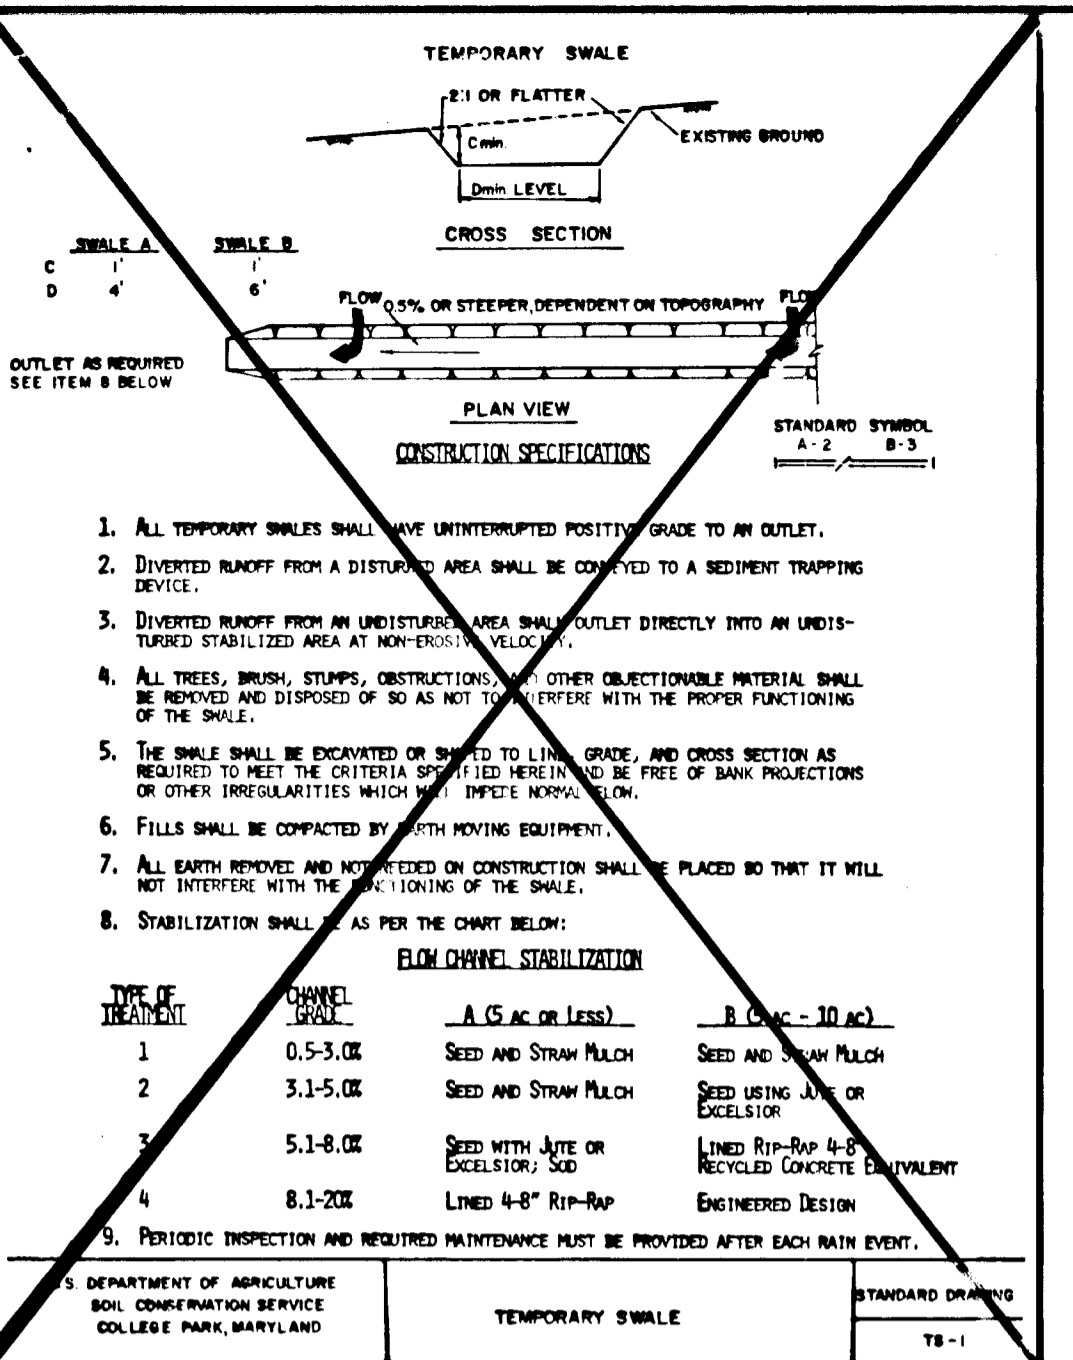 TEMPORARY SWALE
2:1 OR FLATTER
EXISTING GROUND
C min.
Dmin. LEVEL
CROSS SECTION
SWALE A SWALE B
C 1' 1'
D 4' 6'
FLOW 0.5% OR STEEPER, DEPENDENT ON TOPOGRAPHY FLOW
OUTLET AS REQUIRED
SEE ITEM 8 BELOW
PLAN VIEW
STANDARD SYMBOL
A-2 B-3
CONSTRUCTION SPECIFICATIONS
1. ALL TEMPORARY SWALES SHALL HAVE UNINTERRUPTED POSITIVE GRADE TO AN OUTLET.
2. DIVERTED RUNOFF FROM A DISTURBED AREA SHALL BE CONVEYED TO A SEDIMENT TRAPPING
DEVICE.
3. DIVERTED RUNOFF FROM AN UNDISTURBED AREA SHALL OUTLET DIRECTLY INTO AN UNDIS-
TURBED STABILIZED AREA AT NON-EROSIVE VELOCITY.
4. ALL TREES, BRUSH, STUMPS, OBSTRUCTIONS, AND OTHER OBJECTIONABLE MATERIAL SHALL
BE REMOVED AND DISPOSED OF SO AS NOT TO INTERFERE WITH THE PROPER FUNCTIONING
OF THE SWALE.
5. THE SWALE SHALL BE EXCAVATED OR SHAPED TO LINE, GRADE, AND CROSS SECTION AS
REQUIRED TO MEET THE CRITERIA SPECIFIED HEREIN AND BE FREE OF BANK PROJECTIONS
OR OTHER IRREGULARITIES WHICH WILL IMPEDE NORMAL FLOW.
6. FILLS SHALL BE COMPACTED BY EARTH MOVING EQUIPMENT.
7. ALL EARTH REMOVED AND NOT NEEDED ON CONSTRUCTION SHALL BE PLACED SO THAT IT WILL
NOT INTERFERE WITH THE FUNCTIONING OF THE SWALE.
8. STABILIZATION SHALL BE AS PER THE CHART BELOW:
FLOW CHANNEL STABILIZATION
TYPE OF TREATMENT CHANNEL GRADE A (5 AC OR LESS) B (5 AC - 10 AC)
1 0.5-3.0% SEED AND STRAW MULCH SEED AND STRAW MULCH
2 3.1-5.0% SEED AND STRAW MULCH SEED USING JUTE OR
EXCELSIOR
3 5.1-8.0% SEED WITH JUTE OR LINED RIP-RAP 4-8"
EXCELSIOR; SOD RECYCLED CONCRETE EQUIVALENT
4 8.1-20% LINED 4-8" RIP-RAP ENGINEERED DESIGN
9. PERIODIC INSPECTION AND REQUIRED MAINTENANCE MUST BE PROVIDED AFTER EACH RAIN EVENT.
U.S. DEPARTMENT OF AGRICULTURE
SOIL CONSERVATION SERVICE
COLLEGE PARK, MARYLAND
TEMPORARY SWALE
STANDARD DRAWING
TS-1